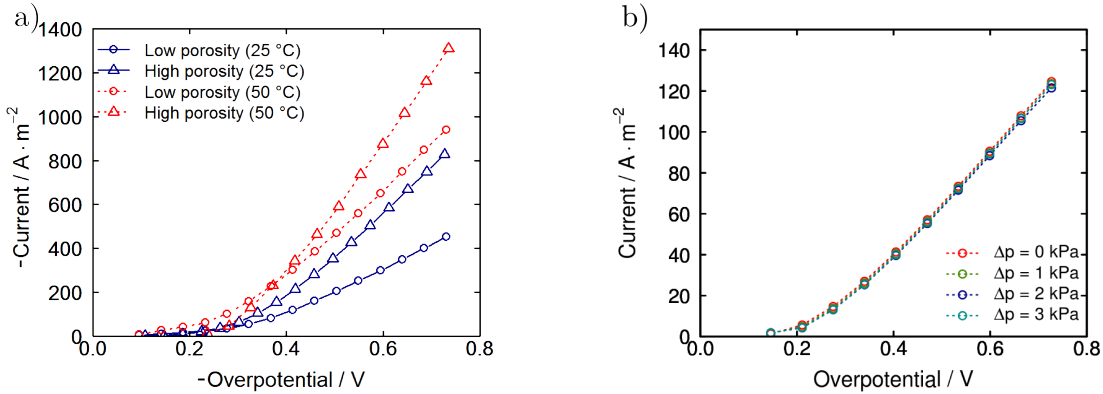 a)
1400
1200
1000
800
600
400
200
0
0.0 0.2 0.4 0.6 0.8
-Current / A · m⁻²
-Overpotential / V
Low porosity (25 °C)
High porosity (25 °C)
Low porosity (50 °C)
High porosity (50 °C)
b)
140
120
100
80
60
40
20
0
0.0 0.2 0.4 0.6 0.8
Current / A · m⁻²
Overpotential / V
Δp = 0 kPa
Δp = 1 kPa
Δp = 2 kPa
Δp = 3 kPa